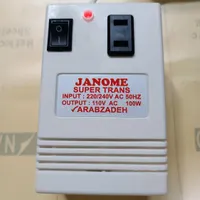 JANOME
SUPER TRANS
INPUT : 220/240V AC 50HZ
OUTPUT : 110V AC 100W
ARABZADEH